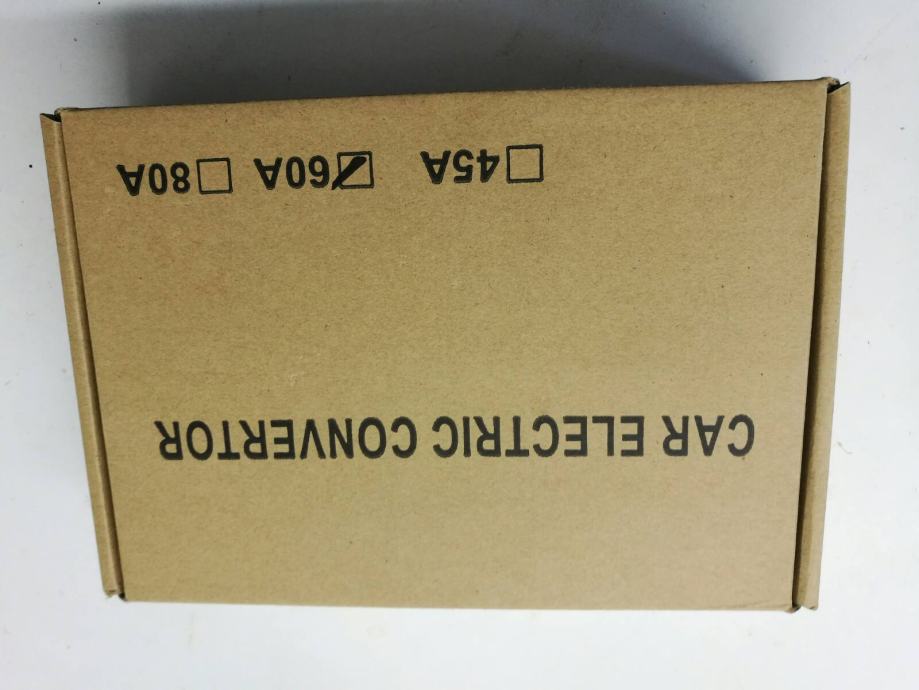 CAR ELECTRIC CONVERTOR
45A 60A 80A